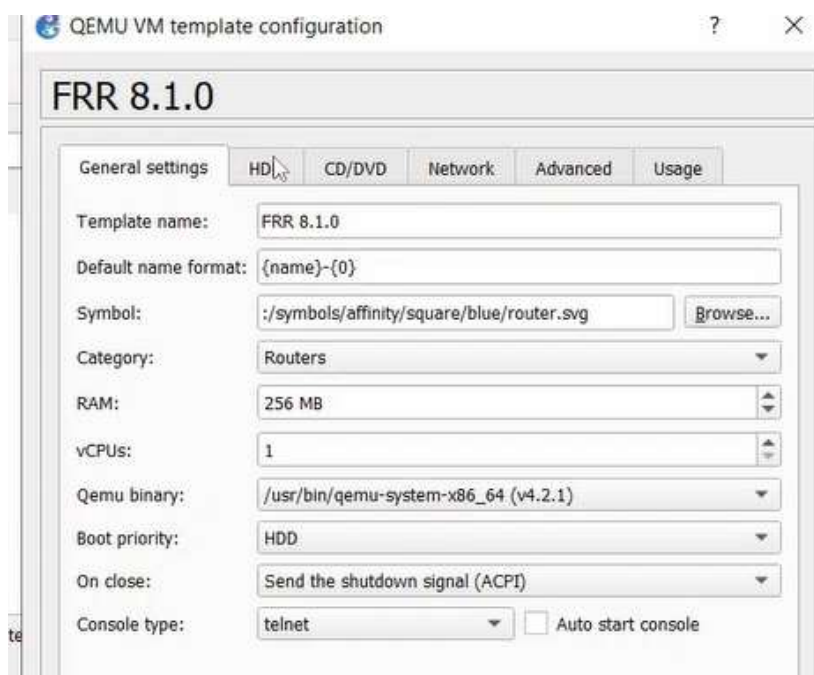 QEMU VM template configuration ? ×
FRR 8.1.0
General settings HD CD/DVD Network Advanced Usage
Template name: FRR 8.1.0
Default name format: {name}-{0}
Symbol: :/symbols/affinity/square/blue/router.svg Browse...
Category: Routers
RAM: 256 MB
vCPUs: 1
Qemu binary: /usr/bin/qemu-system-x86_64 (v4.2.1)
Boot priority: HDD
On close: Send the shutdown signal (ACPI)
Console type: telnet Auto start console
te